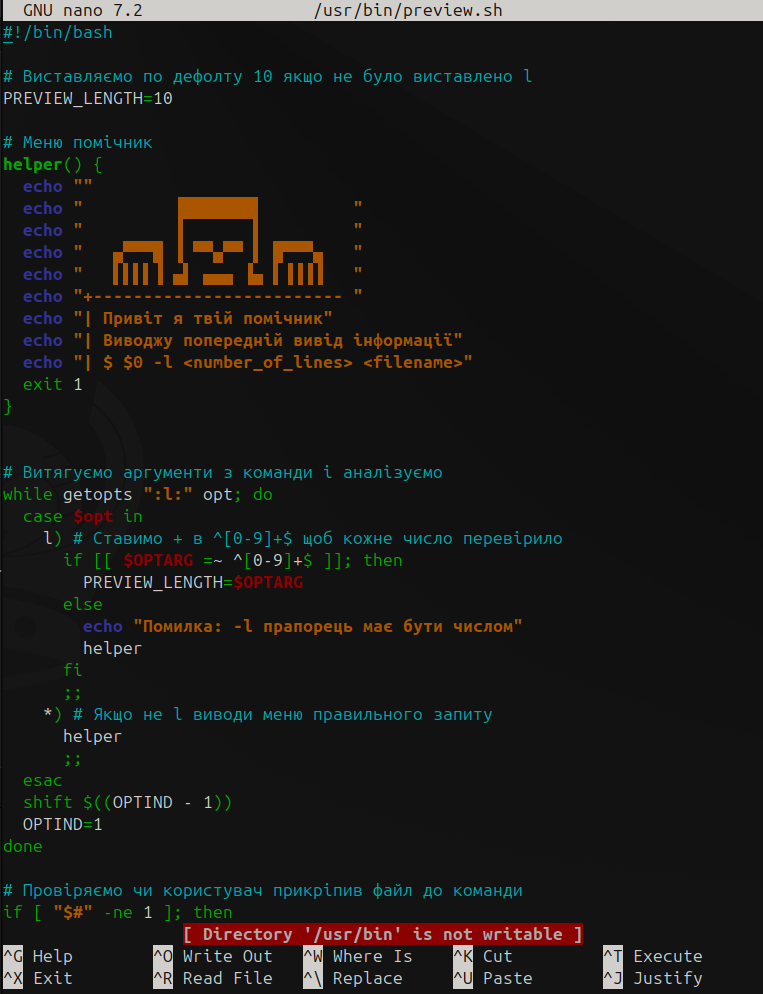 GNU nano 7.2 /usr/bin/preview.sh
#!/bin/bash
# Виставляємо по дефолту 10 якщо не було виставлено l
PREVIEW_LENGTH=10
# Меню помічник
helper() {
echo ""
echo " "
echo " "
echo " "
echo " "
echo "+------------------------- "
echo "| Привіт я твій помічник"
echo "| Виводжу попередній вивід інформації"
echo "| $ $0 -l <number_of_lines> <filename>"
exit 1
}
# Витягуємо аргументи з команди і аналізуємо
while getopts ":l:" opt; do
case $opt in
l) # Ставимо + в ^[0-9]+$ щоб кожне число перевірило
if [[ $OPTARG =~ ^[0-9]+$ ]]; then
PREVIEW_LENGTH=$OPTARG
else
echo "Помилка: -l прапорець має бути числом"
helper
fi
;;
*) # Якщо не l виводи меню правильного запиту
helper
;;
esac
shift $((OPTIND - 1))
OPTIND=1
done
# Провіряємо чи користувач прикріпив файл до команди
if [ "$#" -ne 1 ]; then
[ Directory '/usr/bin' is not writable ]
^G Help ^O Write Out ^W Where Is ^K Cut ^T Execute
^X Exit ^R Read File ^\ Replace ^U Paste ^J Justify